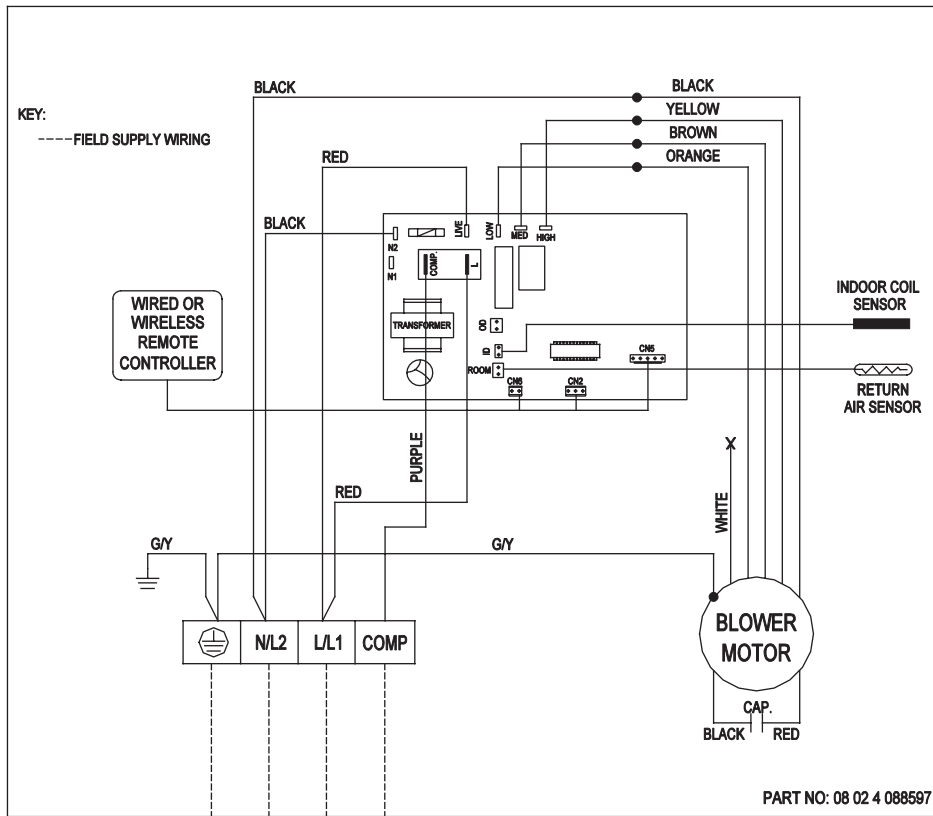 BLACK
BLACK
KEY:
YELLOW
---- FIELD SUPPLY WIRING
BROWN
RED
ORANGE
BLACK
LIVE
LOW
MED
HIGH
N2
COMP.
L
N1
WIRED OR
WIRELESS
REMOTE
CONTROLLER
INDOOR COIL
SENSOR
TRANSFORMER
OD
ID
CN5
ROOM
CN6
CN2
RETURN
AIR SENSOR
PURPLE
X
RED
WHITE
G/Y
G/Y
N/L2
L/L1
COMP
BLOWER
MOTOR
CAP.
BLACK
RED
PART NO: 08 02 4 088597